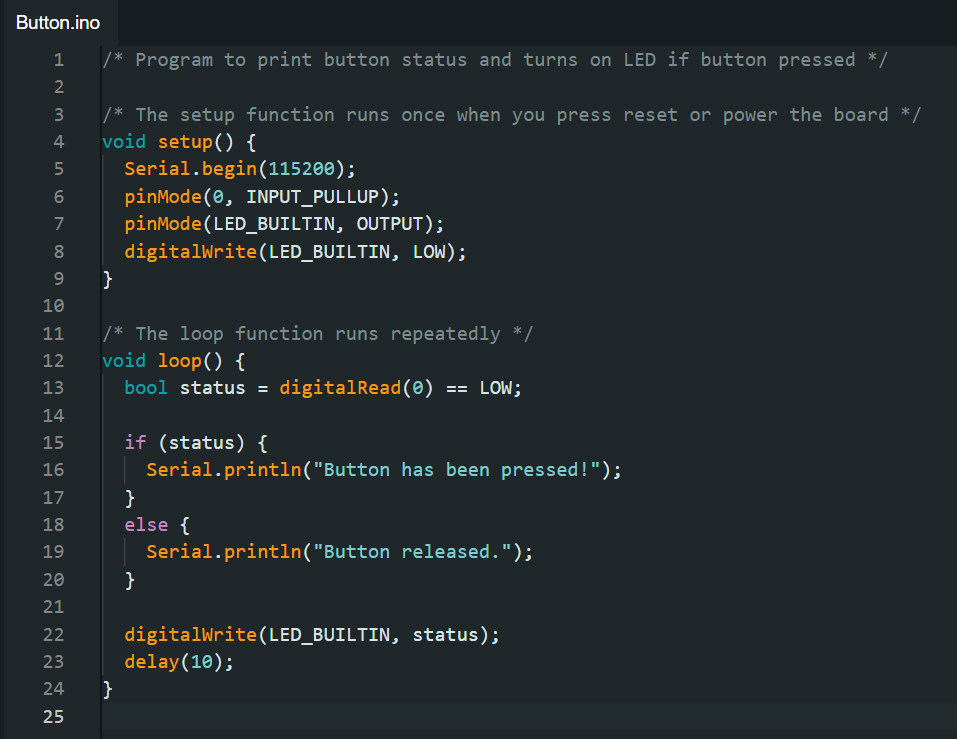 Button.ino
1 /* Program to print button status and turns on LED if button pressed */
2
3 /* The setup function runs once when you press reset or power the board */
4 void setup() {
5   Serial.begin(115200);
6   pinMode(0, INPUT_PULLUP);
7   pinMode(LED_BUILTIN, OUTPUT);
8   digitalWrite(LED_BUILTIN, LOW);
9 }
10
11 /* The loop function runs repeatedly */
12 void loop() {
13   bool status = digitalRead(0) == LOW;
14
15   if (status) {
16     Serial.println("Button has been pressed!");
17   }
18   else {
19     Serial.println("Button released.");
20   }
21
22   digitalWrite(LED_BUILTIN, status);
23   delay(10);
24 }
25